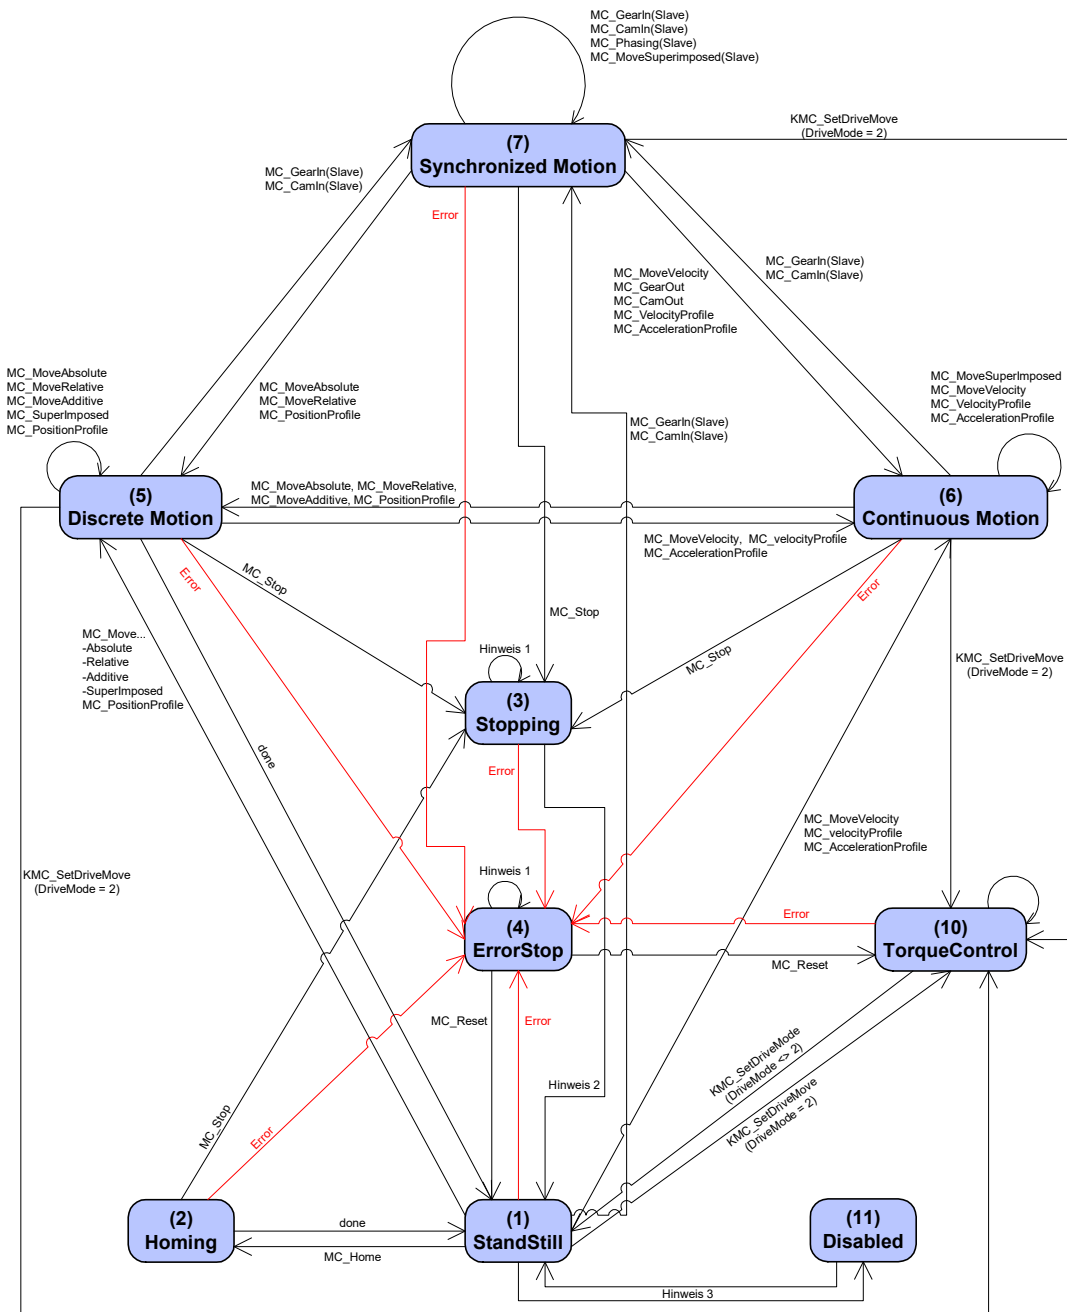 MC_GearIn(Slave)
MC_CamIn(Slave)
MC_Phasing(Slave)
MC_MoveSuperimposed(Slave)
KMC_SetDriveMove
(DriveMode = 2)
(7)
Synchronized Motion
MC_GearIn(Slave)
MC_CamIn(Slave)
Error
MC_GearIn(Slave)
MC_CamIn(Slave)
MC_MoveVelocity
MC_GearOut
MC_CamOut
MC_VelocityProfile
MC_AccelerationProfile
MC_MoveAbsolute
MC_MoveRelative
MC_MoveAdditive
MC_SuperImposed
MC_PositionProfile
MC_MoveAbsolute
MC_MoveRelative
MC_PositionProfile
MC_MoveSuperImposed
MC_MoveVelocity
MC_VelocityProfile
MC_AccelerationProfile
MC_GearIn(Slave)
MC_CamIn(Slave)
(5)
Discrete Motion
MC_MoveAbsolute, MC_MoveRelative,
MC_MoveAdditive, MC_PositionProfile
(6)
Continuous Motion
MC_MoveVelocity, MC_velocityProfile
MC_AccelerationProfile
Error
MC_Stop
Error
MC_Stop
MC_Move...
-Absolute
-Relative
-Additive
-SuperImposed
MC_PositionProfile
Hinweis 1
MC_Stop
KMC_SetDriveMove
(DriveMode = 2)
(3)
Stopping
done
Error
MC_MoveVelocity
MC_velocityProfile
MC_AccelerationProfile
KMC_SetDriveMove
(DriveMode = 2)
Hinweis 1
(4)
ErrorStop
Error
(10)
TorqueControl
MC_Reset
MC_Reset
Error
KMC_SetDriveMode
(DriveMode <> 2)
KMC_SetDriveMove
(DriveMode = 2)
Hinweis 2
MC_Stop
Error
(2)
Homing
done
MC_Home
(1)
StandStill
(11)
Disabled
Hinweis 3